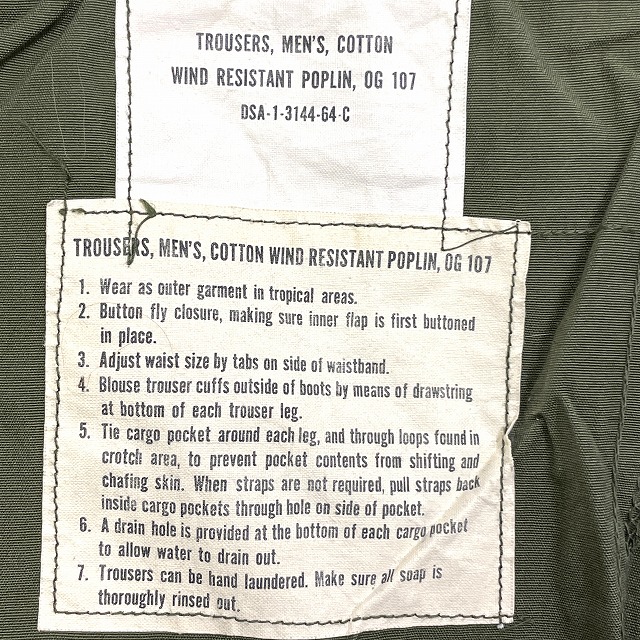 TROUSERS, MEN'S, COTTON
WIND RESISTANT POPLIN, OG 107
DSA-1-3144-64-C
TROUSERS, MEN'S, COTTON WIND RESISTANT POPLIN, OG 107
1. Wear as outer garment in tropical areas.
2. Button fly closure, making sure inner flap is first buttoned
in place.
3. Adjust waist size by tabs on side of waistband.
4. Blouse trouser cuffs outside of boots by means of drawstring
at bottom of each trouser leg.
5. Tie cargo pocket around each leg, and through loops found in
crotch area, to prevent pocket contents from shifting and
chafing skin. When straps are not required, pull straps back
inside cargo pockets through hole on side of pocket.
6. A drain hole is provided at the bottom of each cargo pocket
to allow water to drain out.
7. Trousers can be hand laundered. Make sure all soap is
thoroughly rinsed out.